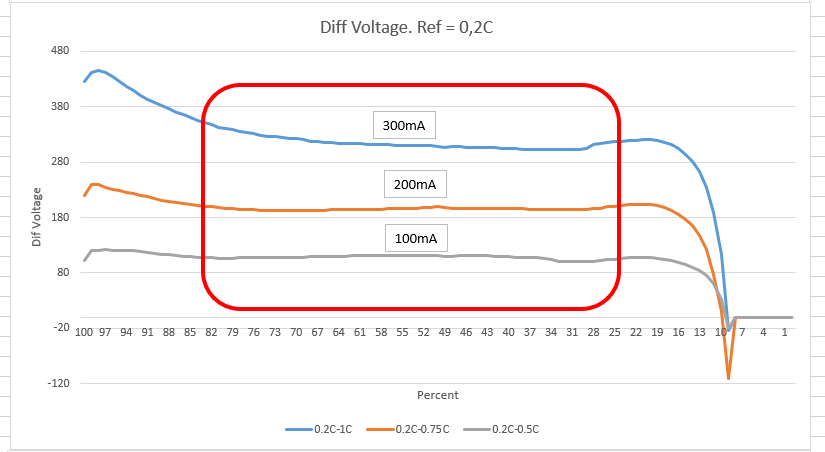 Diff Voltage. Ref = 0,2C
480
380
280
180
80
-20
-120
Dif Voltage
300mA
200mA
100mA
100 97 94 91 88 85 82 79 76 73 70 67 64 61 58 55 52 49 46 43 40 37 34 31 28 25 22 19 16 13 10 7 4 1
Percent
0.2C-1C 0.2C-0.75C 0.2C-0.5C